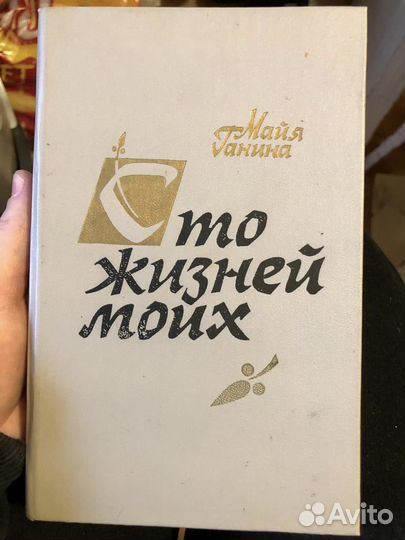 Майя
Ганина
Сто
жизней
моих
Avito